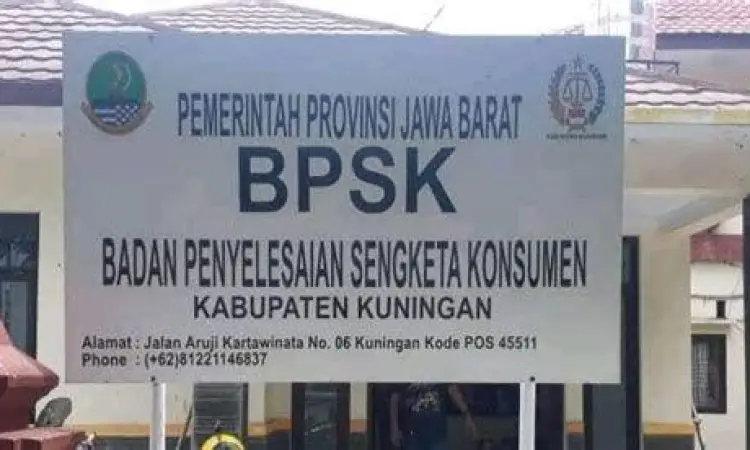 PEMERINTAH PROVINSI JAWA BARAT
BPSK
BADAN PENYELESAIAN SENGKETA KONSUMEN
KABUPATEN KUNINGAN
Alamat : Jalan Aruji Kartawinata No. 06 Kuningan Kode POS 45511
Phone : (+62)81221146837